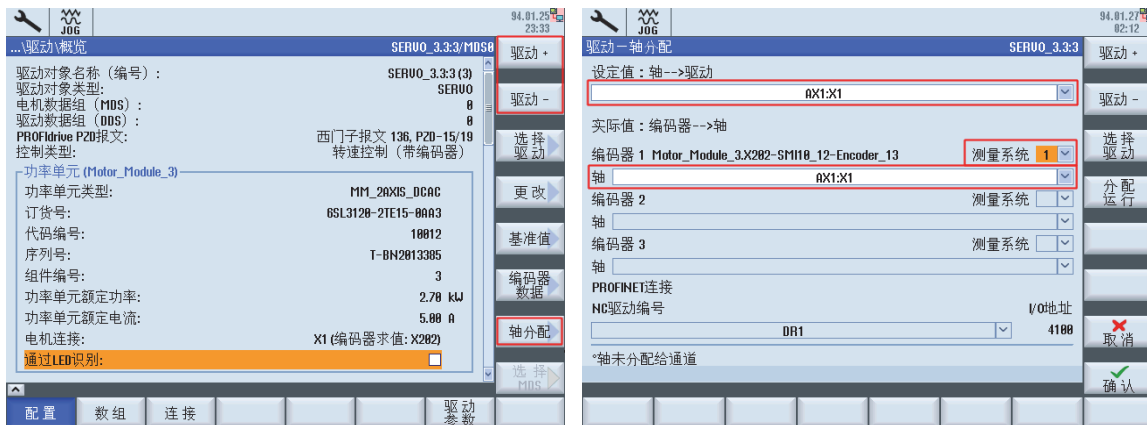 JOG
94.01.25
23:33
...\驱动\概览
SERVO_3.3:3/MDS0
驱动对象名称（编号）:
SERVO_3.3:3 (3)
驱动对象类型:
SERVO
电机数据组（MDS）:
0
驱动数据组（DDS）:
0
PROFIdrive PZD报文:
西门子报文 136, PZD-15/19
控制类型:
转速控制（带编码器）
功率单元 (Motor_Module_3)
功率单元类型:
MM_2AXIS_DCAC
订货号:
6SL3120-2TE15-0AA3
代码编号:
10012
序列号:
T-BN2013385
组件编号:
3
功率单元额定功率:
2.70 kW
功率单元额定电流:
5.00 A
电机连接:
X1 (编码器求值: X202)
通过LED识别:
驱动 +
驱动 -
选择
驱动
更改
基准值
编码器
数据
轴分配
选择
MDS
配置
数组
连接
驱动
参数
JOG
94.01.27
02:12
驱动－轴分配
SERVO_3.3:3
设定值：轴-->驱动
AX1:X1
实际值：编码器-->轴
编码器 1 Motor_Module_3.X202-SMI10_12-Encoder_13
测量系统 1
轴
AX1:X1
编码器 2
测量系统
轴
编码器 3
测量系统
轴
PROFINET连接
NC驱动编号
I/O地址
DR1
4100
°轴未分配给通道
驱动 +
驱动 -
选择
驱动
分配
运行
取消
确认